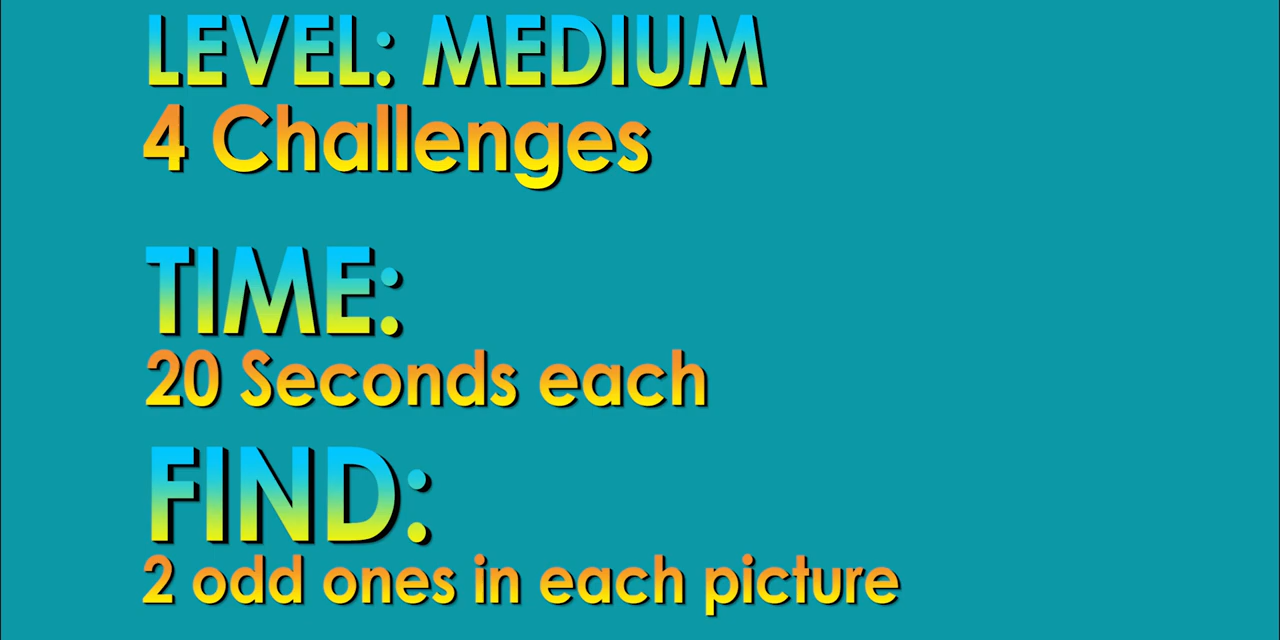 LEVEL: MEDIUM
4 Challenges
TIME:
20 Seconds each
FIND:
2 odd ones in each picture